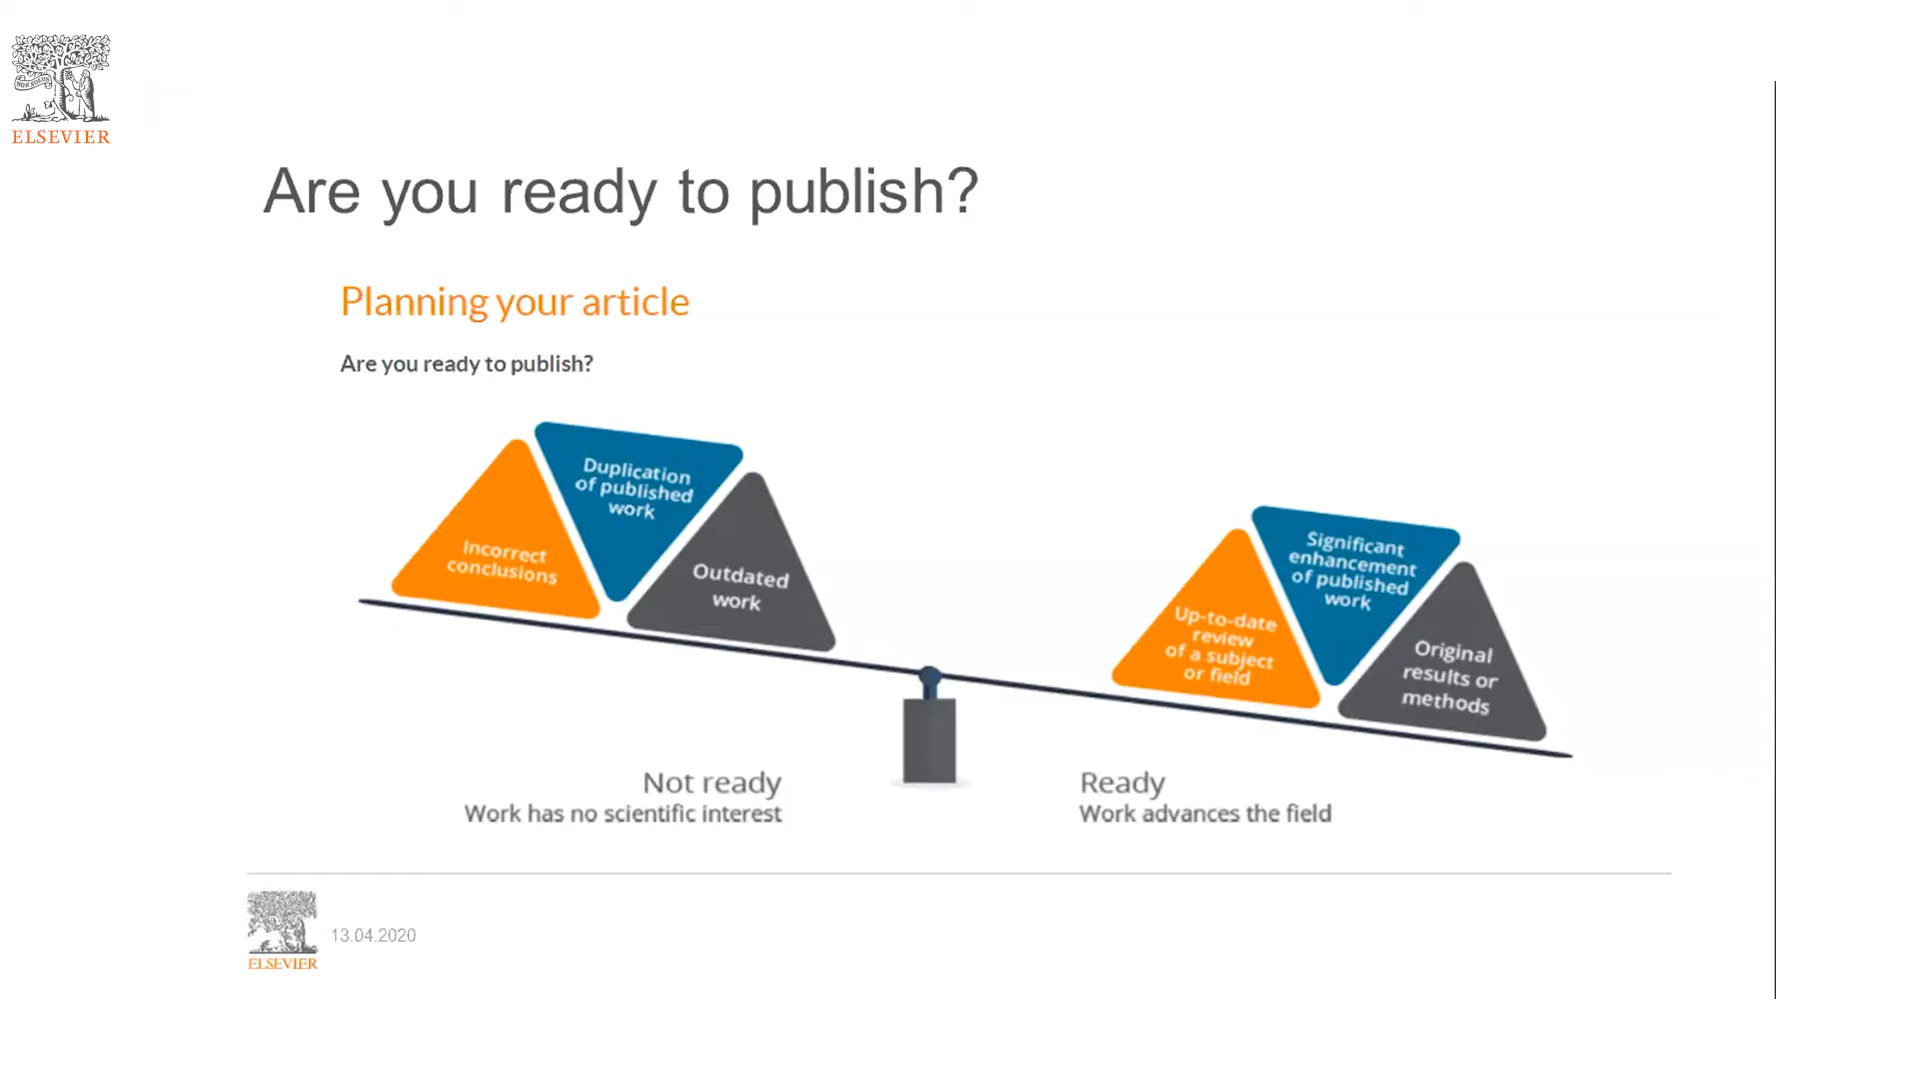 ELSEVIER
Are you ready to publish?
Planning your article
Are you ready to publish?
Incorrect
conclusions
Duplication
of published
work
Outdated
work
Up-to-date
review
of a subject
or field
Significant
enhancement
of published
work
Original
results or
methods
Not ready
Work has no scientific interest
Ready
Work advances the field
ELSEVIER
13.04.2020